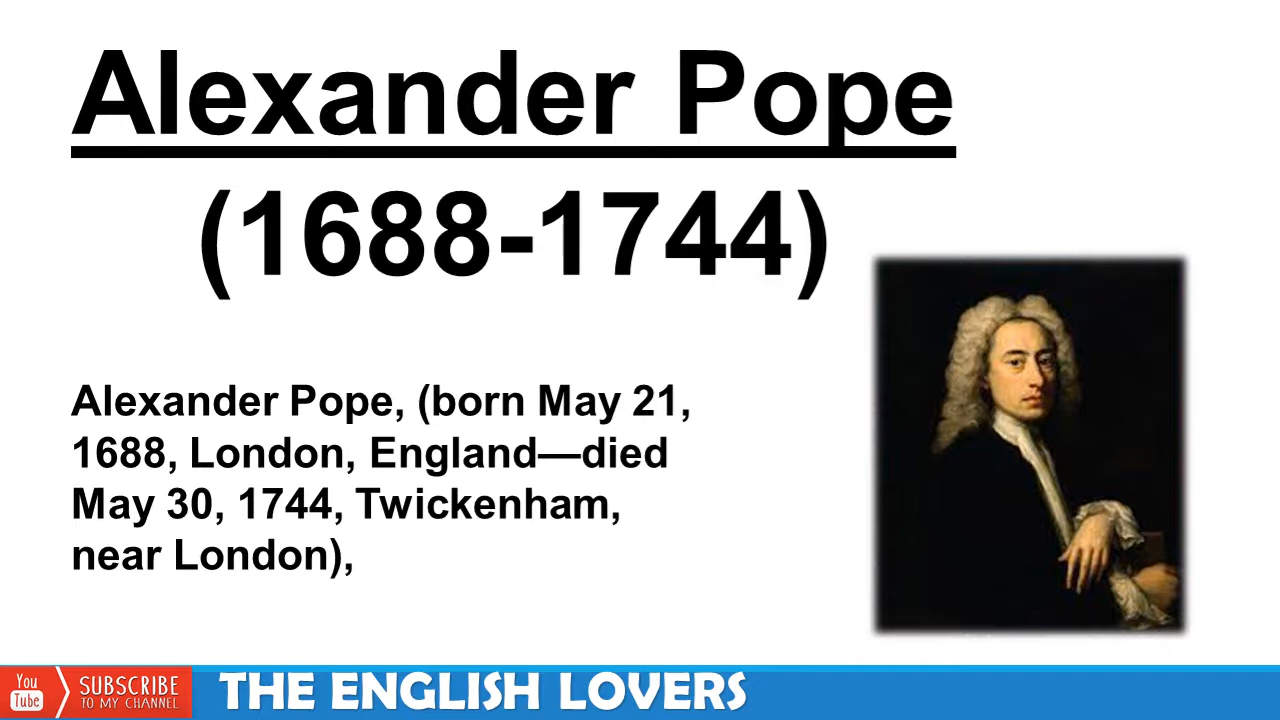 Alexander Pope
(1688-1744)
Alexander Pope, (born May 21,
1688, London, England—died
May 30, 1744, Twickenham,
near London),
You
Tube
SUBSCRIBE
TO MY CHANNEL
THE ENGLISH LOVERS